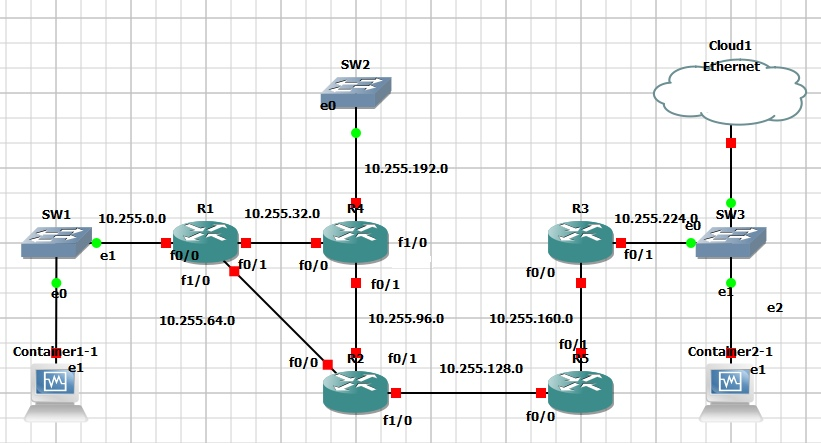 Cloud1
Ethernet
SW2
e0
10.255.192.0
SW1
10.255.0.0
R1
10.255.32.0
R4
R3
10.255.224.0
e0
SW3
e1
f0/0
f0/1
f0/0
f1/0
f0/1
f1/0
f0/0
e0
f0/1
e1
e2
10.255.64.0
10.255.96.0
10.255.160.0
f0/1
Container1-1
e1
f0/0
R2
f0/1
R5
Container2-1
e1
10.255.128.0
f1/0
f0/0